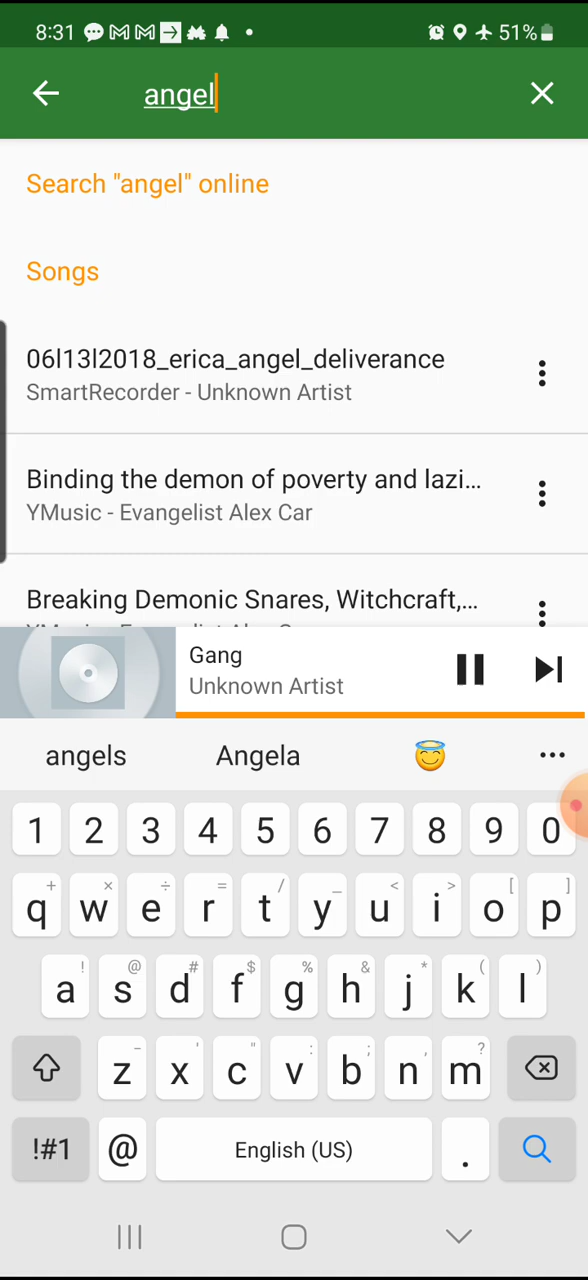 8:31
51%
angel
Search "angel" online
Songs
06l13l2018_erica_angel_deliverance
SmartRecorder - Unknown Artist
Binding the demon of poverty and lazi...
YMusic - Evangelist Alex Car
Breaking Demonic Snares, Witchcraft,...
Gang
Unknown Artist
angels Angela
1 2 3 4 5 6 7 8 9 0
+ × ÷ = / _ < > [ ]
q w e r t y u i o p
! @ # $ % & * ( )
a s d f g h j k l
- ' " : ; , ?
z x c v b n m
!#1 @ English (US) .